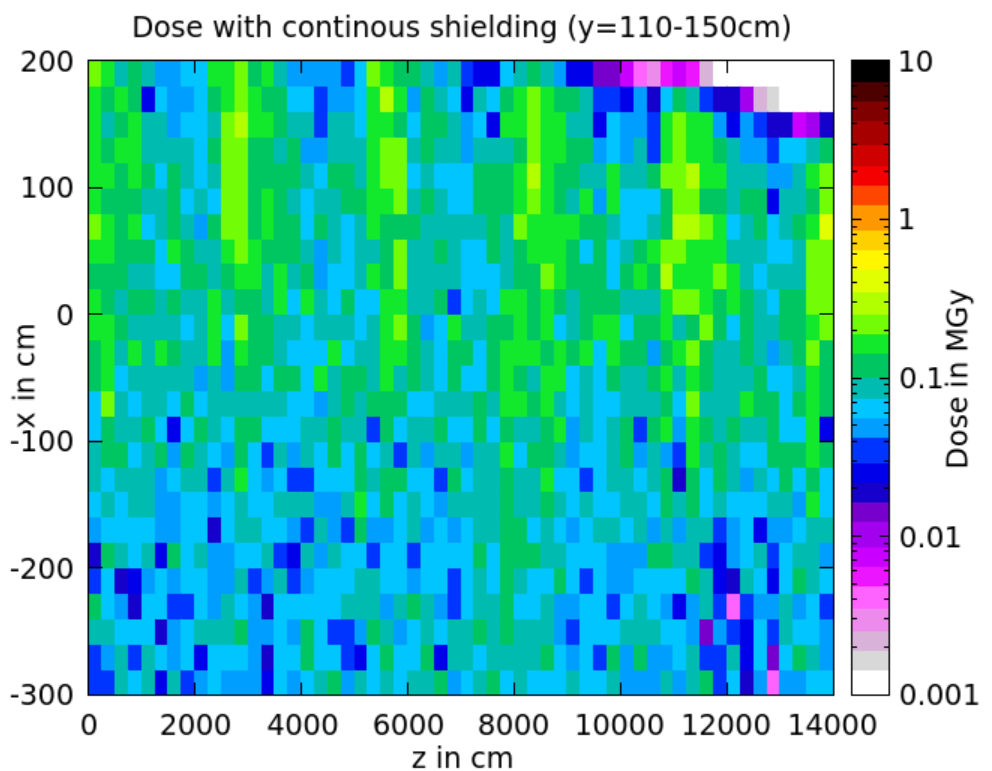 Dose with continous shielding (y=110-150cm)
200
100
0
-100
-200
-300
-x in cm
0 2000 4000 6000 8000 10000 12000 14000
z in cm
10
1
0.1
0.01
0.001
Dose in MGy